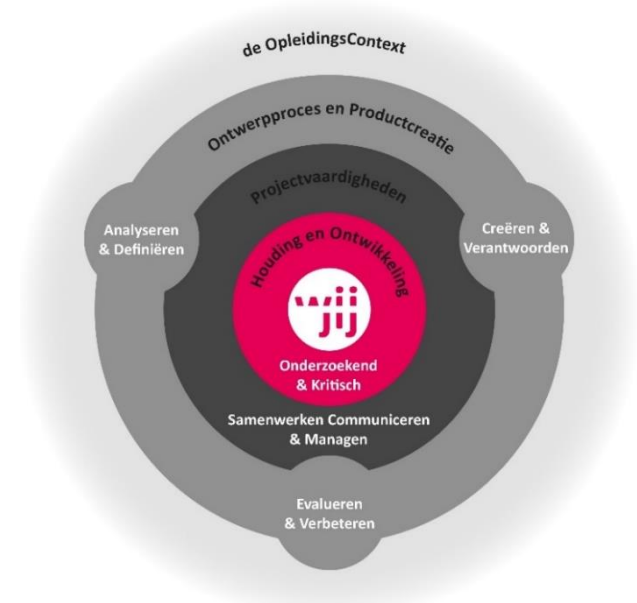 de OpleidingsContext
Ontwerpproces en Productcreatie
Projectvaardigheden
Analyseren
& Definiëren
Creëren &
Verantwoorden
Houding en Ontwikkeling
wij
jij
Onderzoekend
& Kritisch
Samenwerken Communiceren
& Managen
Evalueren
& Verbeteren